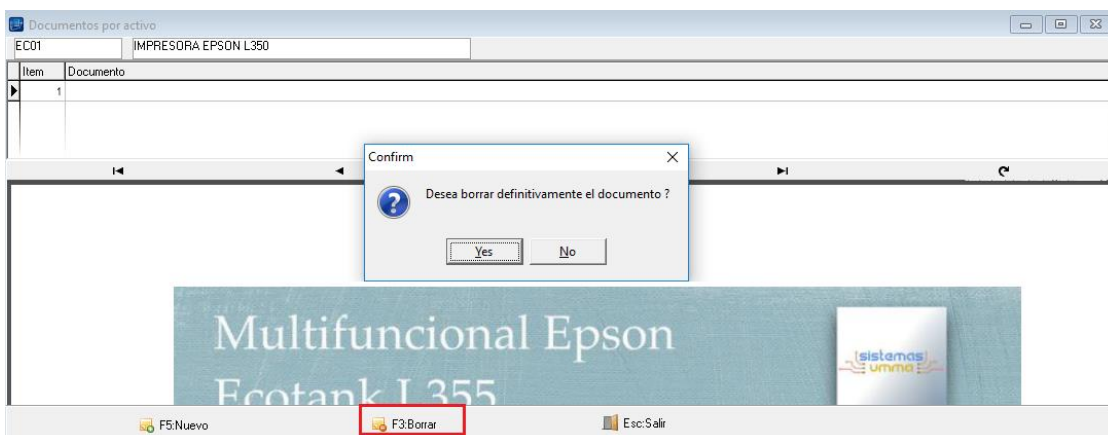 Documentos por activo
EC01 IMPRESORA EPSON L350
Item Documento
1
Confirm
Desea borrar definitivamente el documento ?
Yes No
Multifuncional Epson
Ecotank L355
sistemas
umma
F5:Nuevo F3:Borrar Esc:Salir